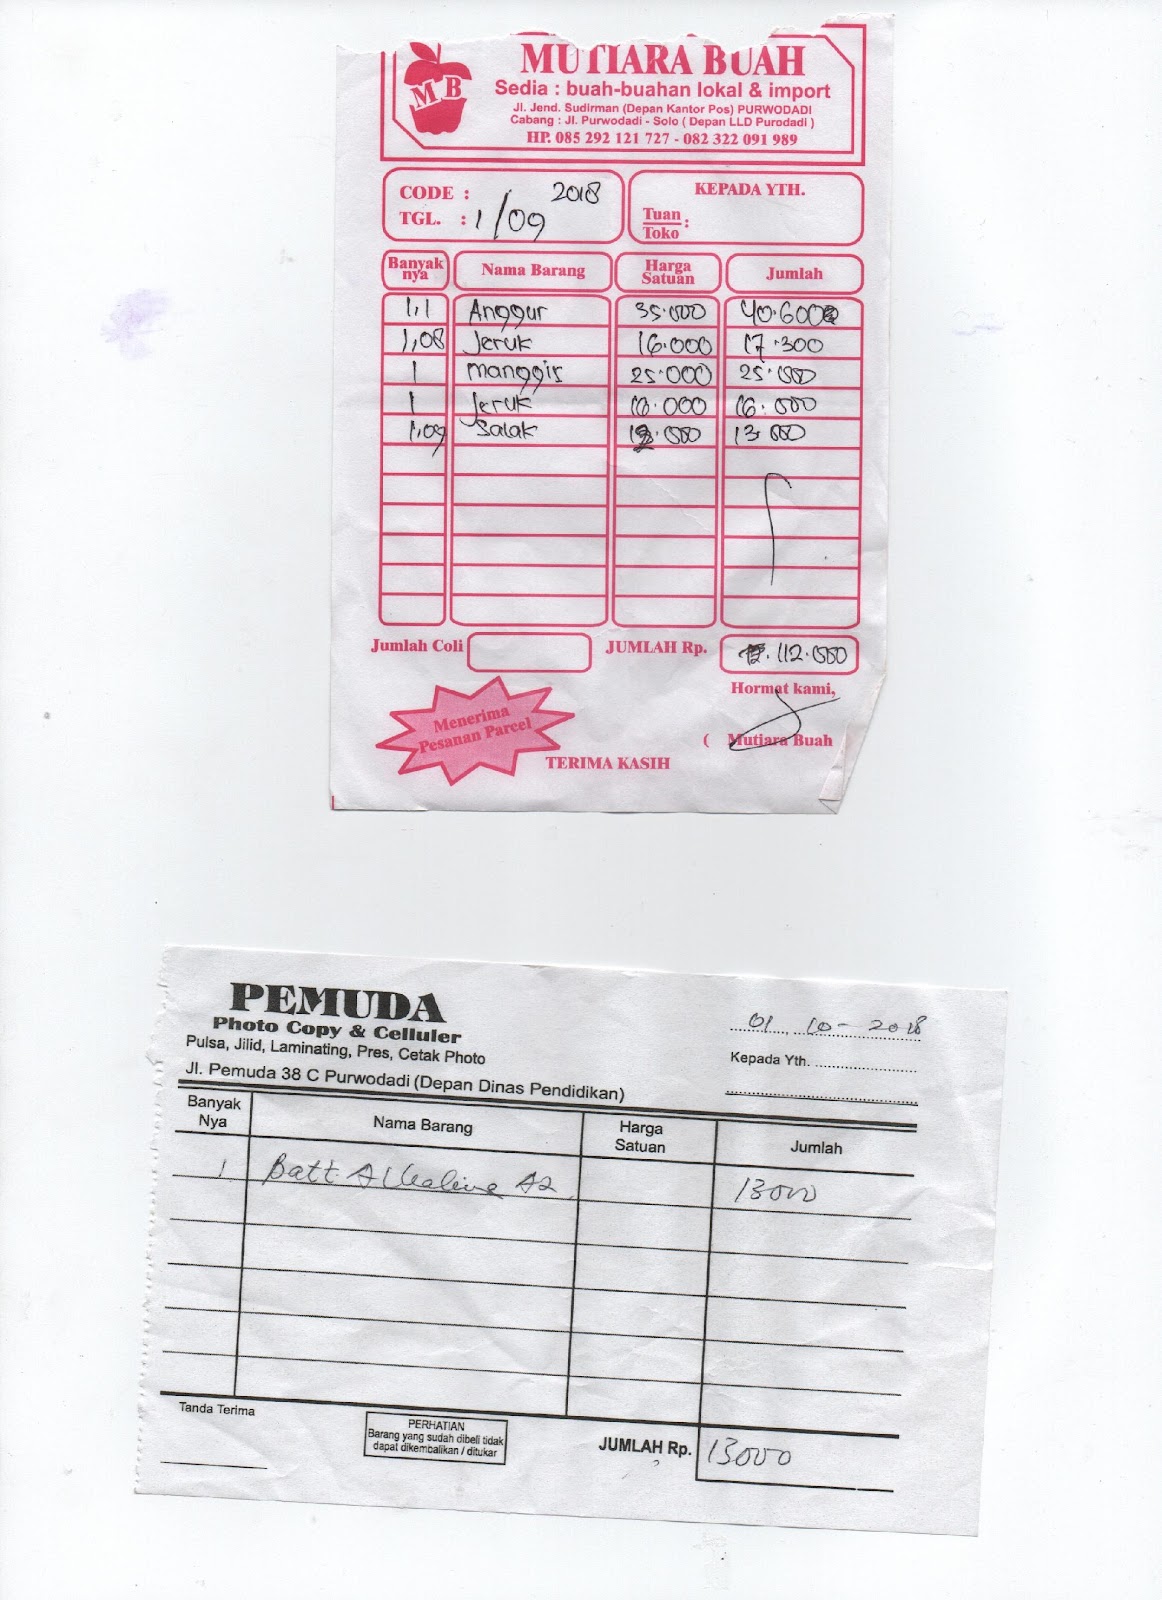 MUTIARA BUAH
MB
Sedia : buah-buahan lokal & import
Jl. Jend. Sudirman (Depan Kantor Pos) PURWODADI
Cabang : Jl. Purwodadi - Solo ( Depan LLD Purodadi )
HP. 085 292 121 727 - 082 322 091 989
CODE : 2018
TGL. : 1/09
KEPADA YTH.
Tuan
Toko :
Banyak nya Nama Barang Harga Satuan Jumlah
1,1 Anggur 35.000 40.600
1,08 Jeruk 16.000 17.300
1 manggis 25.000 25.000
1 Jeruk 16.000 16.000
1,09 Salak 12.000 13.000
Jumlah Coli JUMLAH Rp. 112.000
Hormat kami,
Menerima
Pesanan Parcel
( Mutiara Buah
TERIMA KASIH
PEMUDA
Photo Copy & Celluler
Pulsa, Jilid, Laminating, Pres, Cetak Photo
Jl. Pemuda 38 C Purwodadi (Depan Dinas Pendidikan)
01 10 - 2018
Kepada Yth.
Banyak Nya Nama Barang Harga Satuan Jumlah
1 Batt. Alkaline A2 13000
Tanda Terima
PERHATIAN
Barang yang sudah dibeli tidak
dapat dikembalikan / ditukar
JUMLAH Rp. 13000